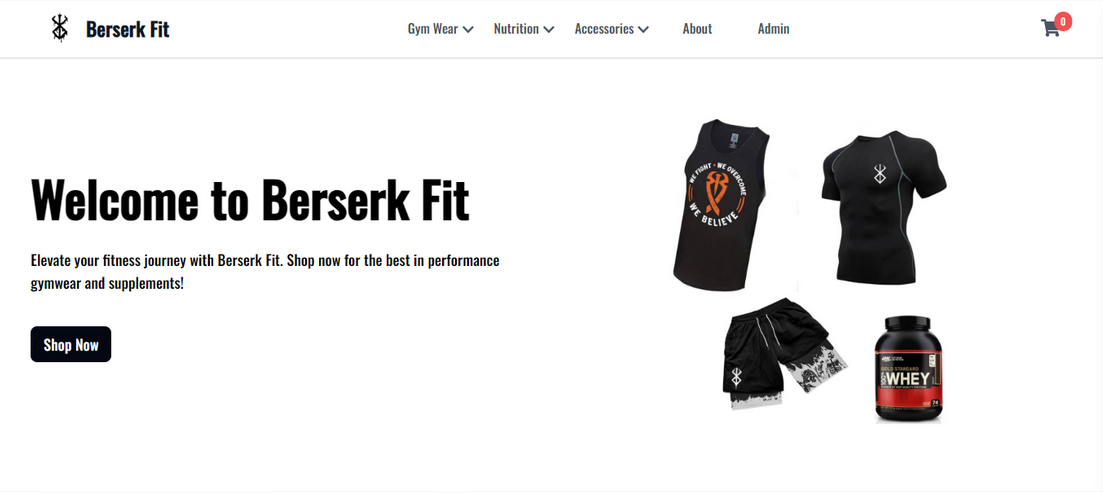 Berserk Fit
Gym Wear
Nutrition
Accessories
About
Admin
0
Welcome to Berserk Fit
Elevate your fitness journey with Berserk Fit. Shop now for the best in performance
gymwear and supplements!
Shop Now
WE FIGHT · WE OVERCOME
WE BELIEVE
GOLD STANDARD
WHEY
74